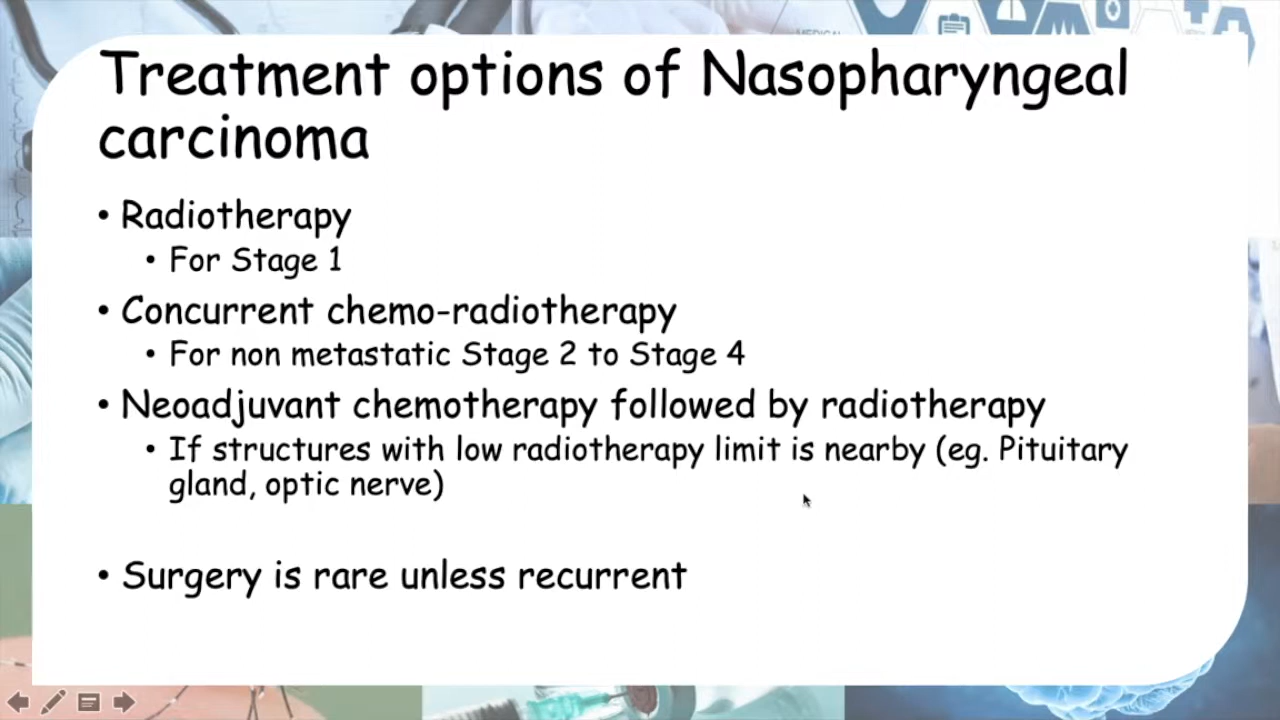 MEDICAL
Treatment options of Nasopharyngeal
carcinoma
• Radiotherapy
• For Stage 1
• Concurrent chemo-radiotherapy
• For non metastatic Stage 2 to Stage 4
• Neoadjuvant chemotherapy followed by radiotherapy
• If structures with low radiotherapy limit is nearby (eg. Pituitary
gland, optic nerve)
• Surgery is rare unless recurrent